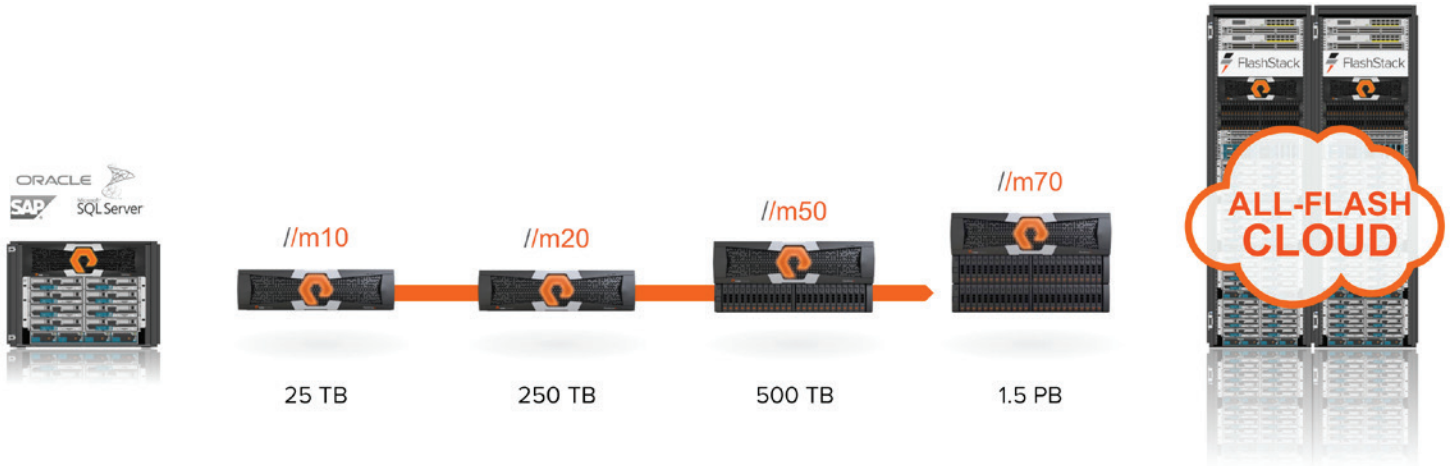 ORACLE
SAP
Microsoft
SQL Server
//m10
25 TB
//m20
250 TB
//m50
500 TB
//m70
1.5 PB
FlashStack
FlashStack
ALL-FLASH
CLOUD